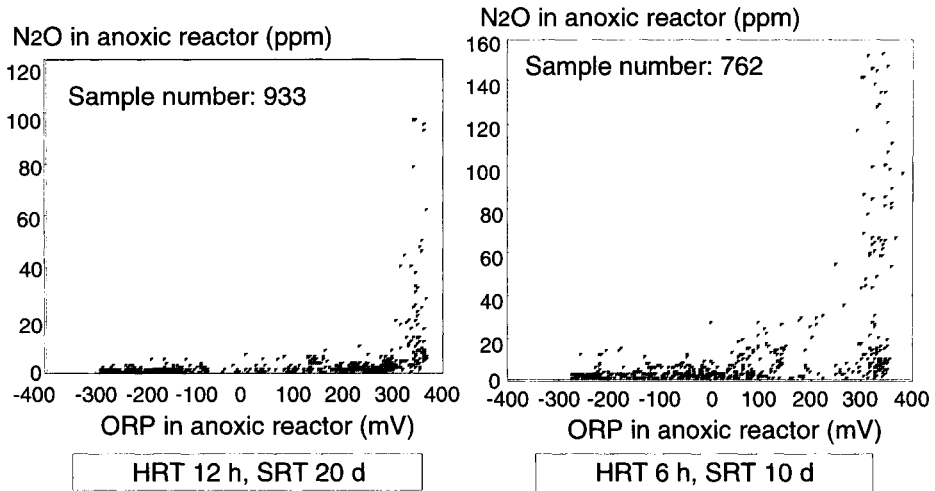 N2O in anoxic reactor (ppm)
120
100
80
60
40
20
0
Sample number: 933
-400 -300 -200 -100 0 100 200 300 400
ORP in anoxic reactor (mV)
HRT 12 h, SRT 20 d
N2O in anoxic reactor (ppm)
160
140
120
100
80
60
40
20
0
Sample number: 762
-400 -300 -200 -100 0 100 200 300 400
ORP in anoxic reactor (mV)
HRT 6 h, SRT 10 d